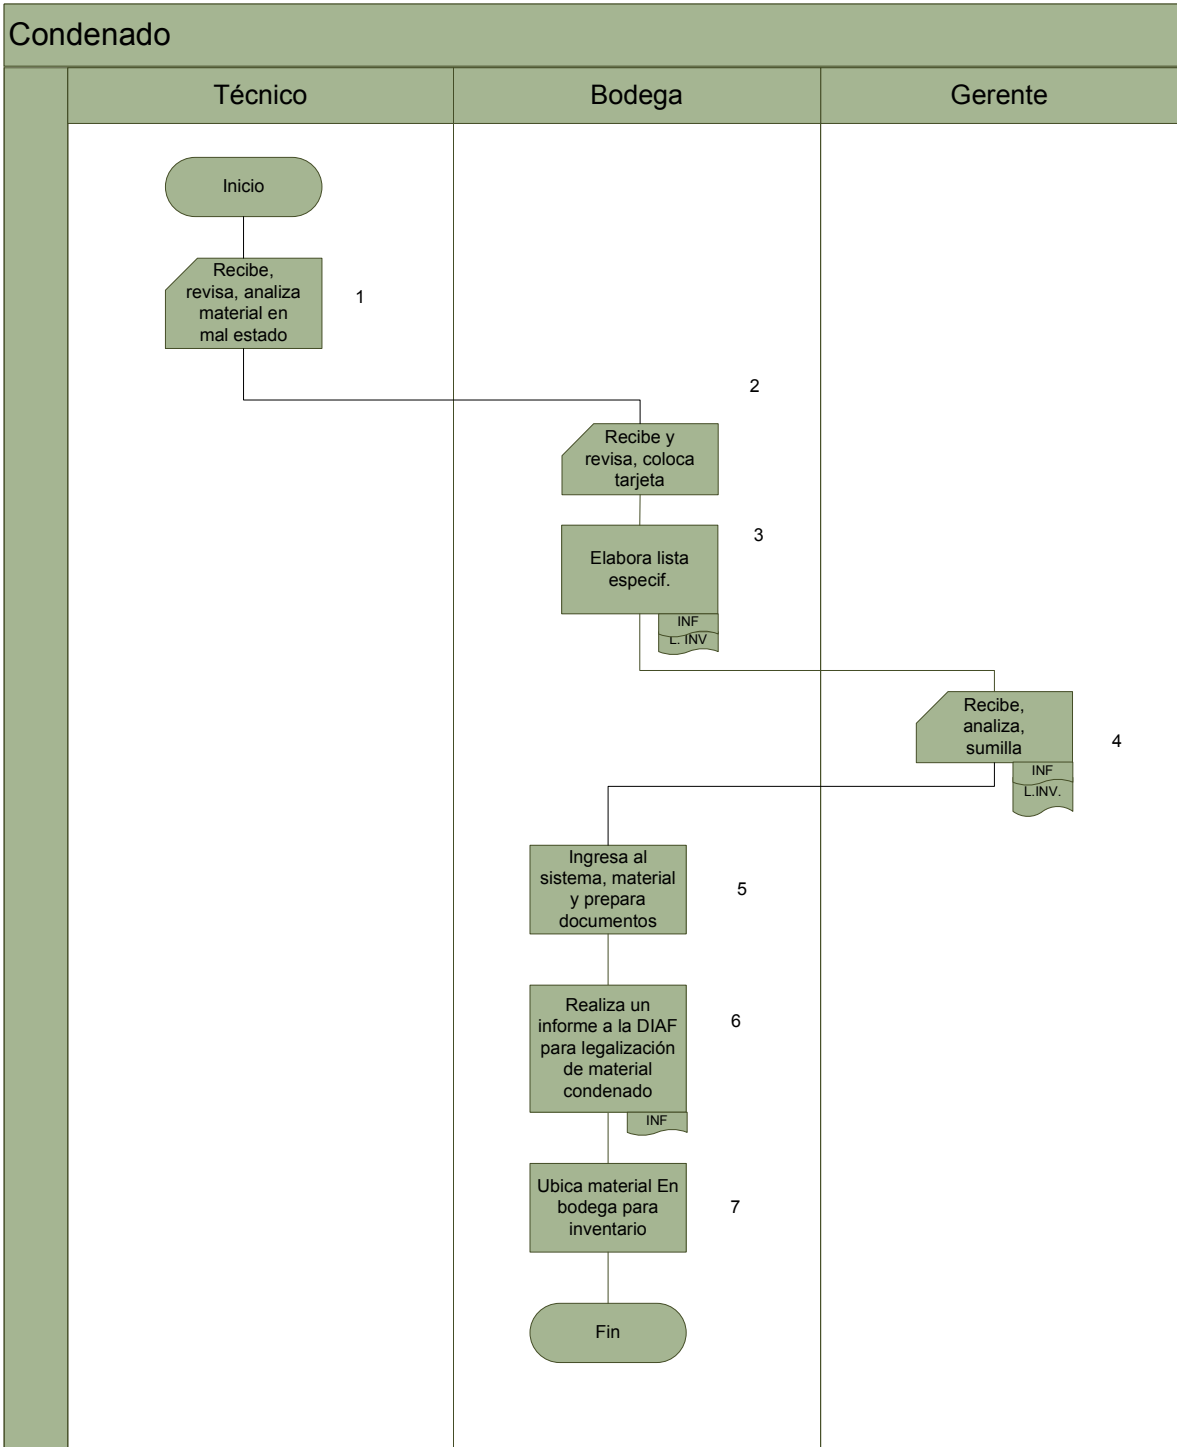 Condenado
Técnico
Bodega
Gerente
Inicio
Recibe,
revisa, analiza
material en
mal estado
1
2
Recibe y
revisa, coloca
tarjeta
3
Elabora lista
especif.
INF
L. INV
Recibe,
analiza,
sumilla
4
INF
L.INV.
Ingresa al
sistema, material
y prepara
documentos
5
Realiza un
informe a la DIAF
para legalización
de material
condenado
6
INF
Ubica material En
bodega para
inventario
7
Fin